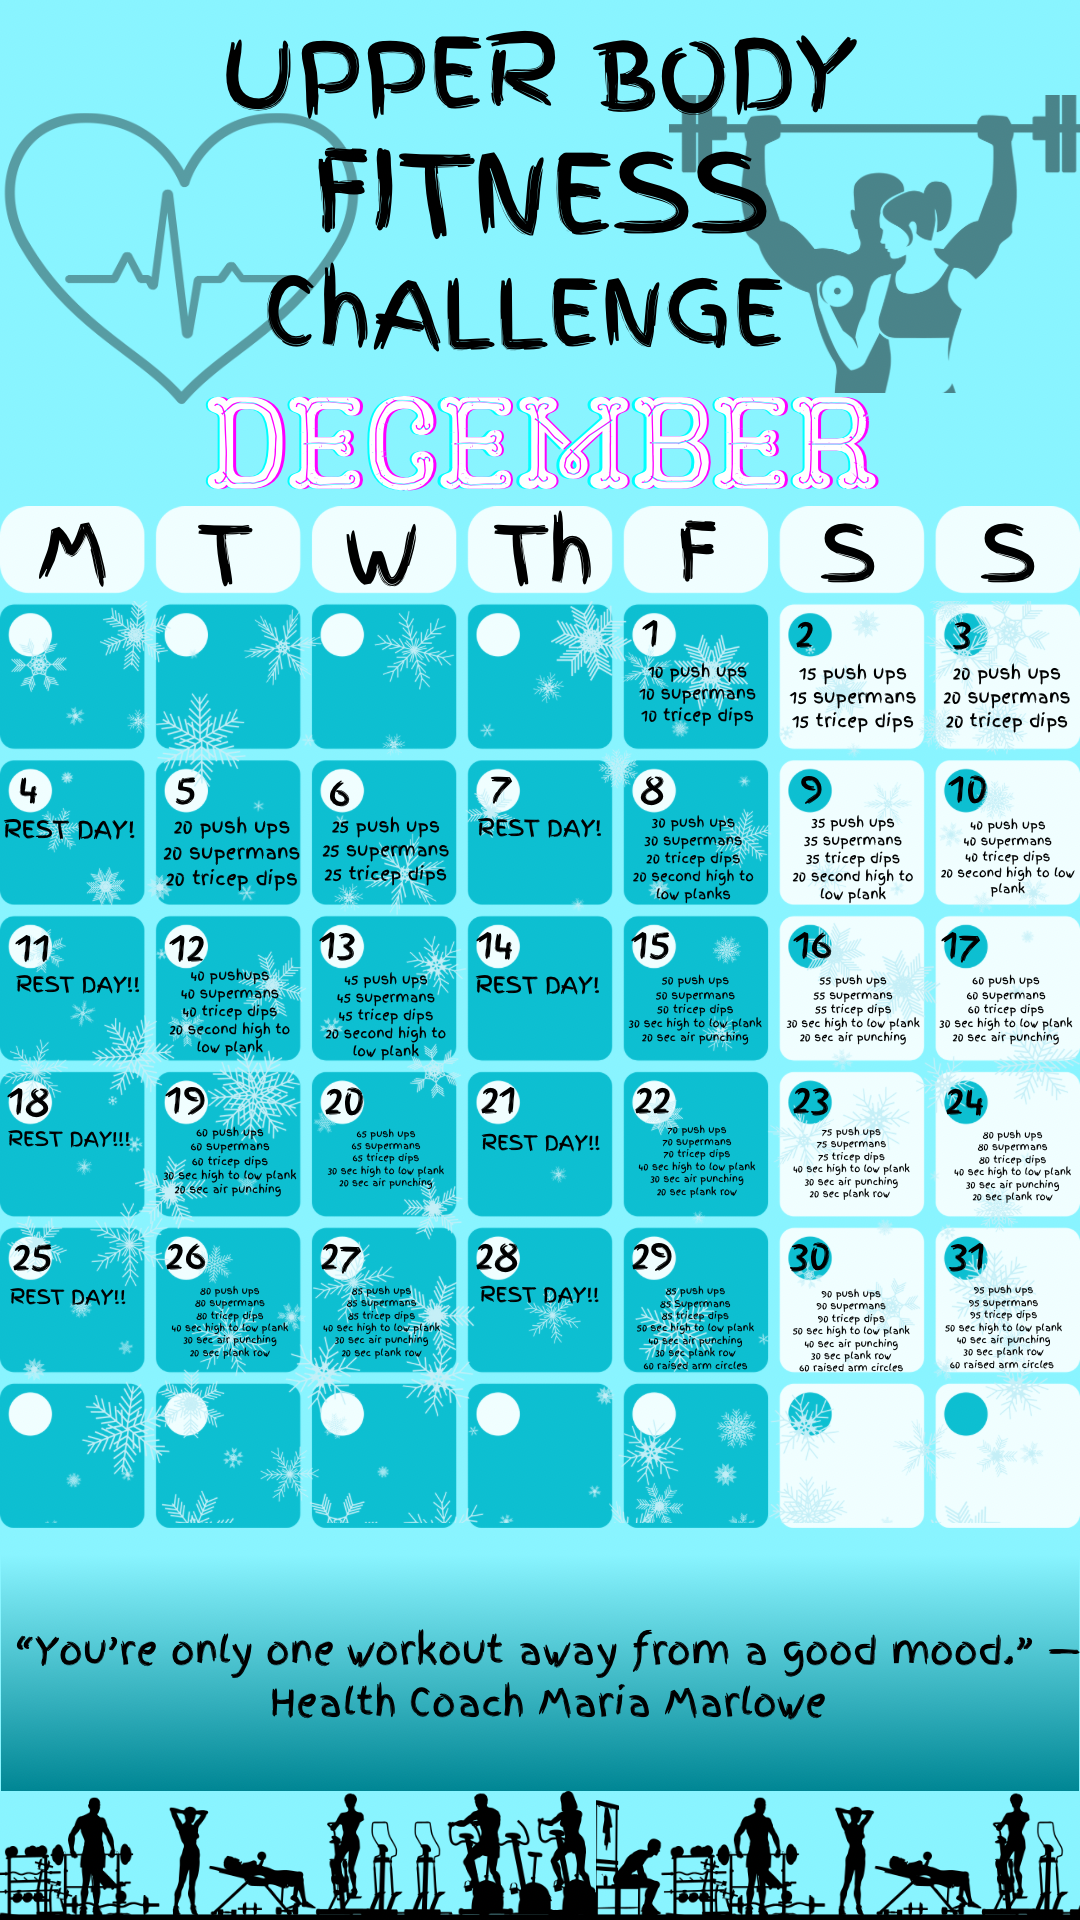 UPPER BODY
FITNESS
ChALLENGE
DECEMBER
M T W Th F S S
1
10 push ups
10 supermans
10 tricep dips
2
15 push ups
15 supermans
15 tricep dips
3
20 push ups
20 supermans
20 tricep dips
4
REST DAY!
5
20 push ups
20 supermans
20 tricep dips
6
25 push ups
25 supermans
25 tricep dips
7
REST DAY!
8
30 push ups
30 supermans
20 tricep dips
20 second high to
low planks
9
35 push ups
35 supermans
35 tricep dips
20 second high to
low plank
10
40 push ups
40 supermans
40 tricep dips
20 second high to low
plank
11
REST DAY!!
12
40 pushups
40 supermans
40 tricep dips
20 second high to
low plank
13
45 push ups
45 supermans
45 tricep dips
20 second high to
low plank
14
REST DAY!
15
50 push ups
50 supermans
50 tricep dips
30 sec high to low plank
20 sec air punching
16
55 push ups
55 supermans
55 tricep dips
30 sec high to low plank
20 sec air punching
17
60 push ups
60 supermans
60 tricep dips
30 sec high to low plank
20 sec air punching
18
REST DAY!!!
19
60 push ups
60 supermans
60 tricep dips
30 sec high to low plank
20 sec air punching
20
65 push ups
65 supermans
65 tricep dips
30 sec high to low plank
20 sec air punching
21
REST DAY!!
22
70 push ups
70 supermans
70 tricep dips
40 sec high to low plank
30 sec air punching
20 sec plank row
23
75 push ups
75 supermans
75 tricep dips
40 sec high to low plank
30 sec air punching
20 sec plank row
24
80 push ups
80 supermans
80 tricep dips
40 sec high to low plank
30 sec air punching
20 sec plank row
25
REST DAY!!
26
80 push ups
80 supermans
80 tricep dips
40 sec high to low plank
30 sec air punching
20 sec plank row
27
85 push ups
85 supermans
85 tricep dips
40 sec high to low plank
30 sec air punching
20 sec plank row
28
REST DAY!!
29
85 push ups
85 Supermans
85 tricep dips
50 sec high to low plank
40 sec air punching
30 sec plank row
60 raised arm circles
30
90 push ups
90 supermans
90 tricep dips
50 sec high to low plank
40 sec air punching
30 sec plank row
60 raised arm circles
31
95 push ups
95 supermans
95 tricep dips
50 sec high to low plank
40 sec air punching
30 sec plank row
60 raised arm circles
“You’re only one workout away from a good mood.” —
Health Coach Maria Marlowe